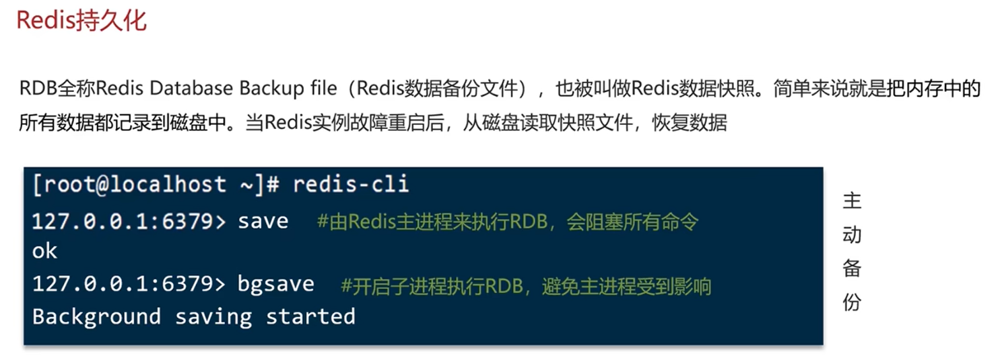 Redis持久化
RDB全称Redis Database Backup file（Redis数据备份文件），也被叫做Redis数据快照。简单来说就是把内存中的
所有数据都记录到磁盘中。当Redis实例故障重启后，从磁盘读取快照文件，恢复数据
[root@localhost ~]# redis-cli
127.0.0.1:6379> save #由Redis主进程来执行RDB，会阻塞所有命令
ok
127.0.0.1:6379> bgsave #开启子进程执行RDB，避免主进程受到影响
Background saving started
主
动
备
份